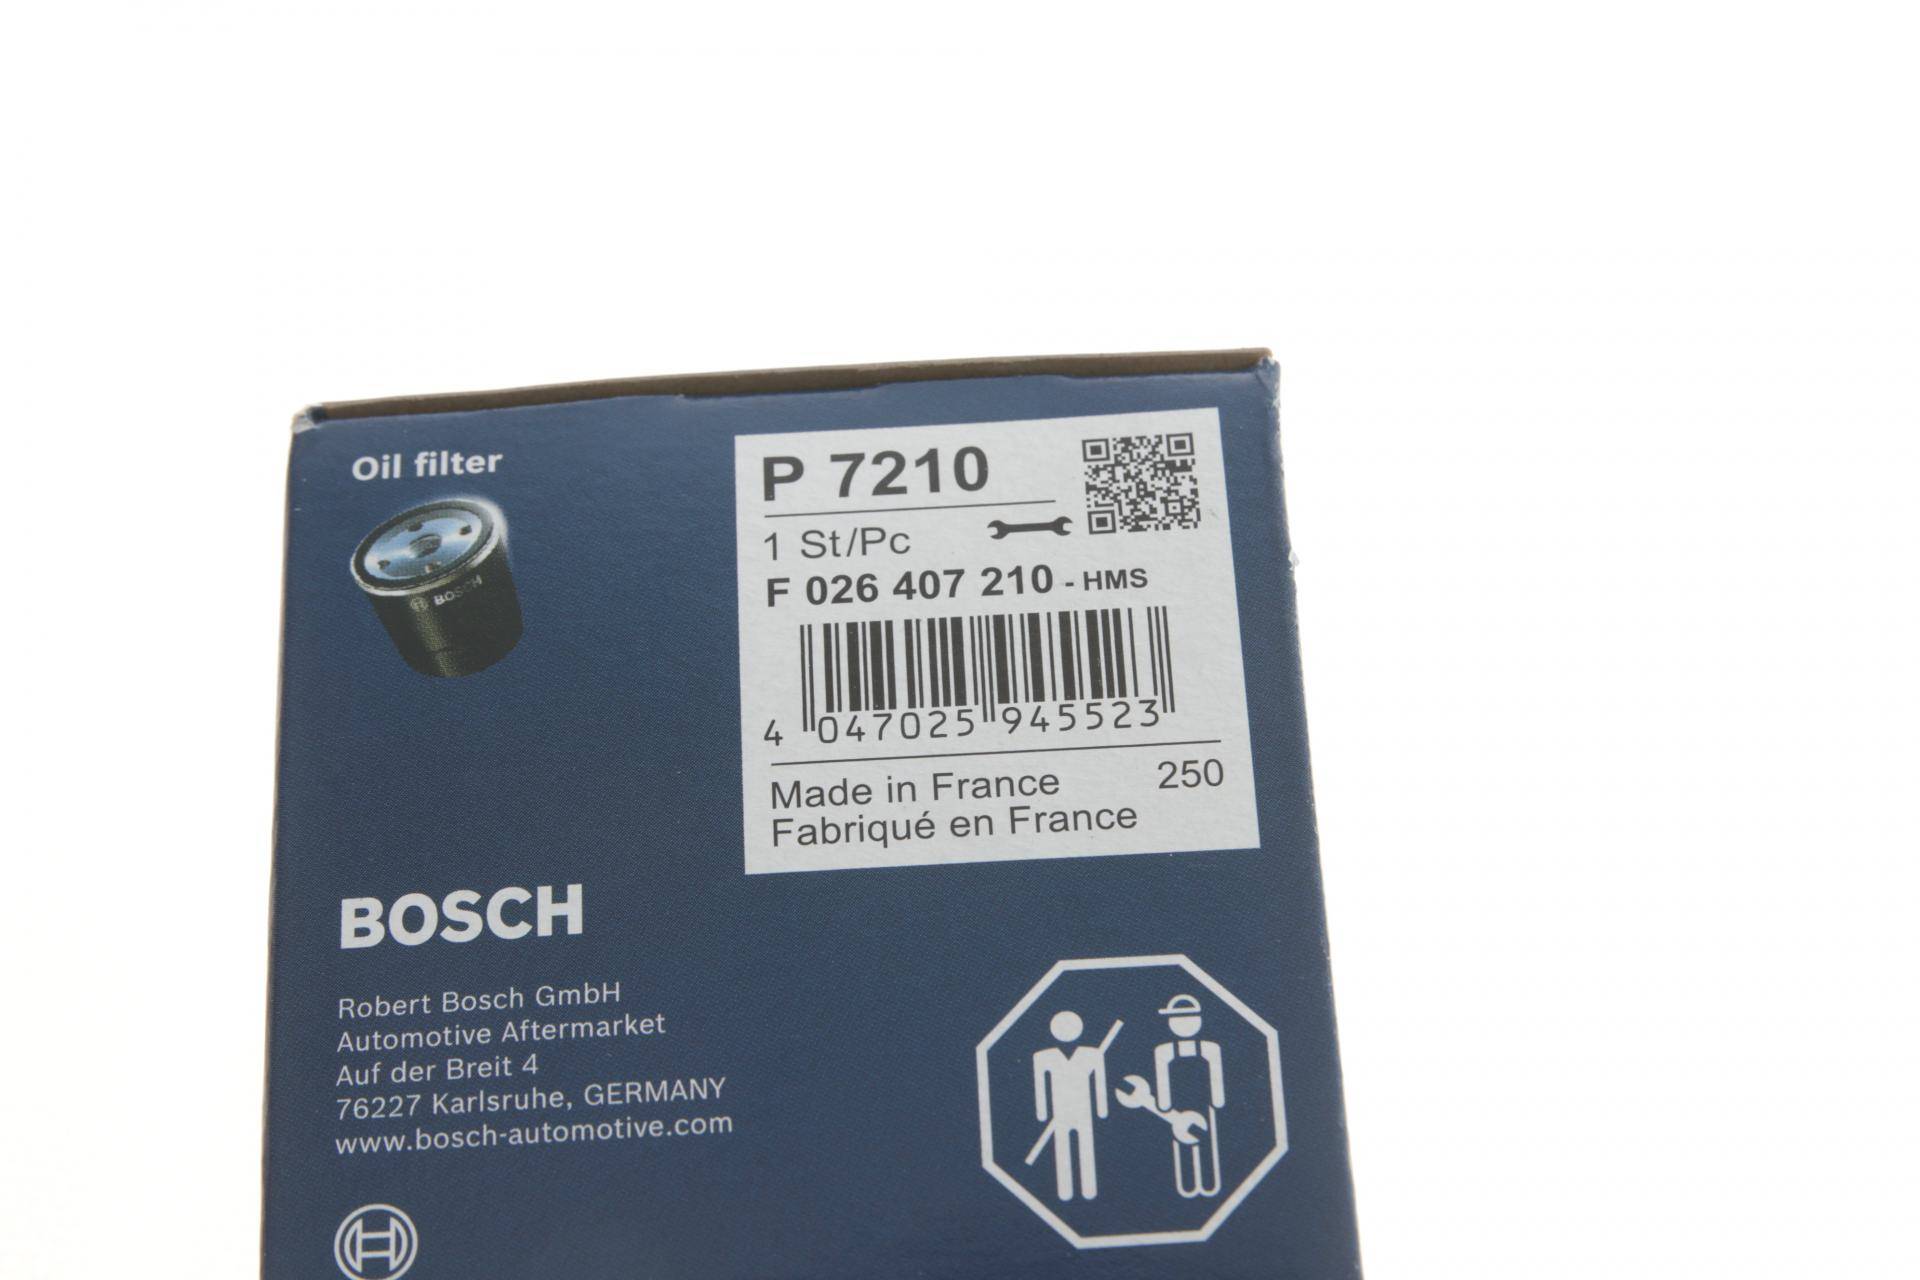 Oil filter
BOSCH
P 7210
1 St/Pc
F 026 407 210 - HMS
4 047025 945523
Made in France 250
Fabriqué en France
BOSCH
Robert Bosch GmbH
Automotive Aftermarket
Auf der Breit 4
76227 Karlsruhe, GERMANY
www.bosch-automotive.com